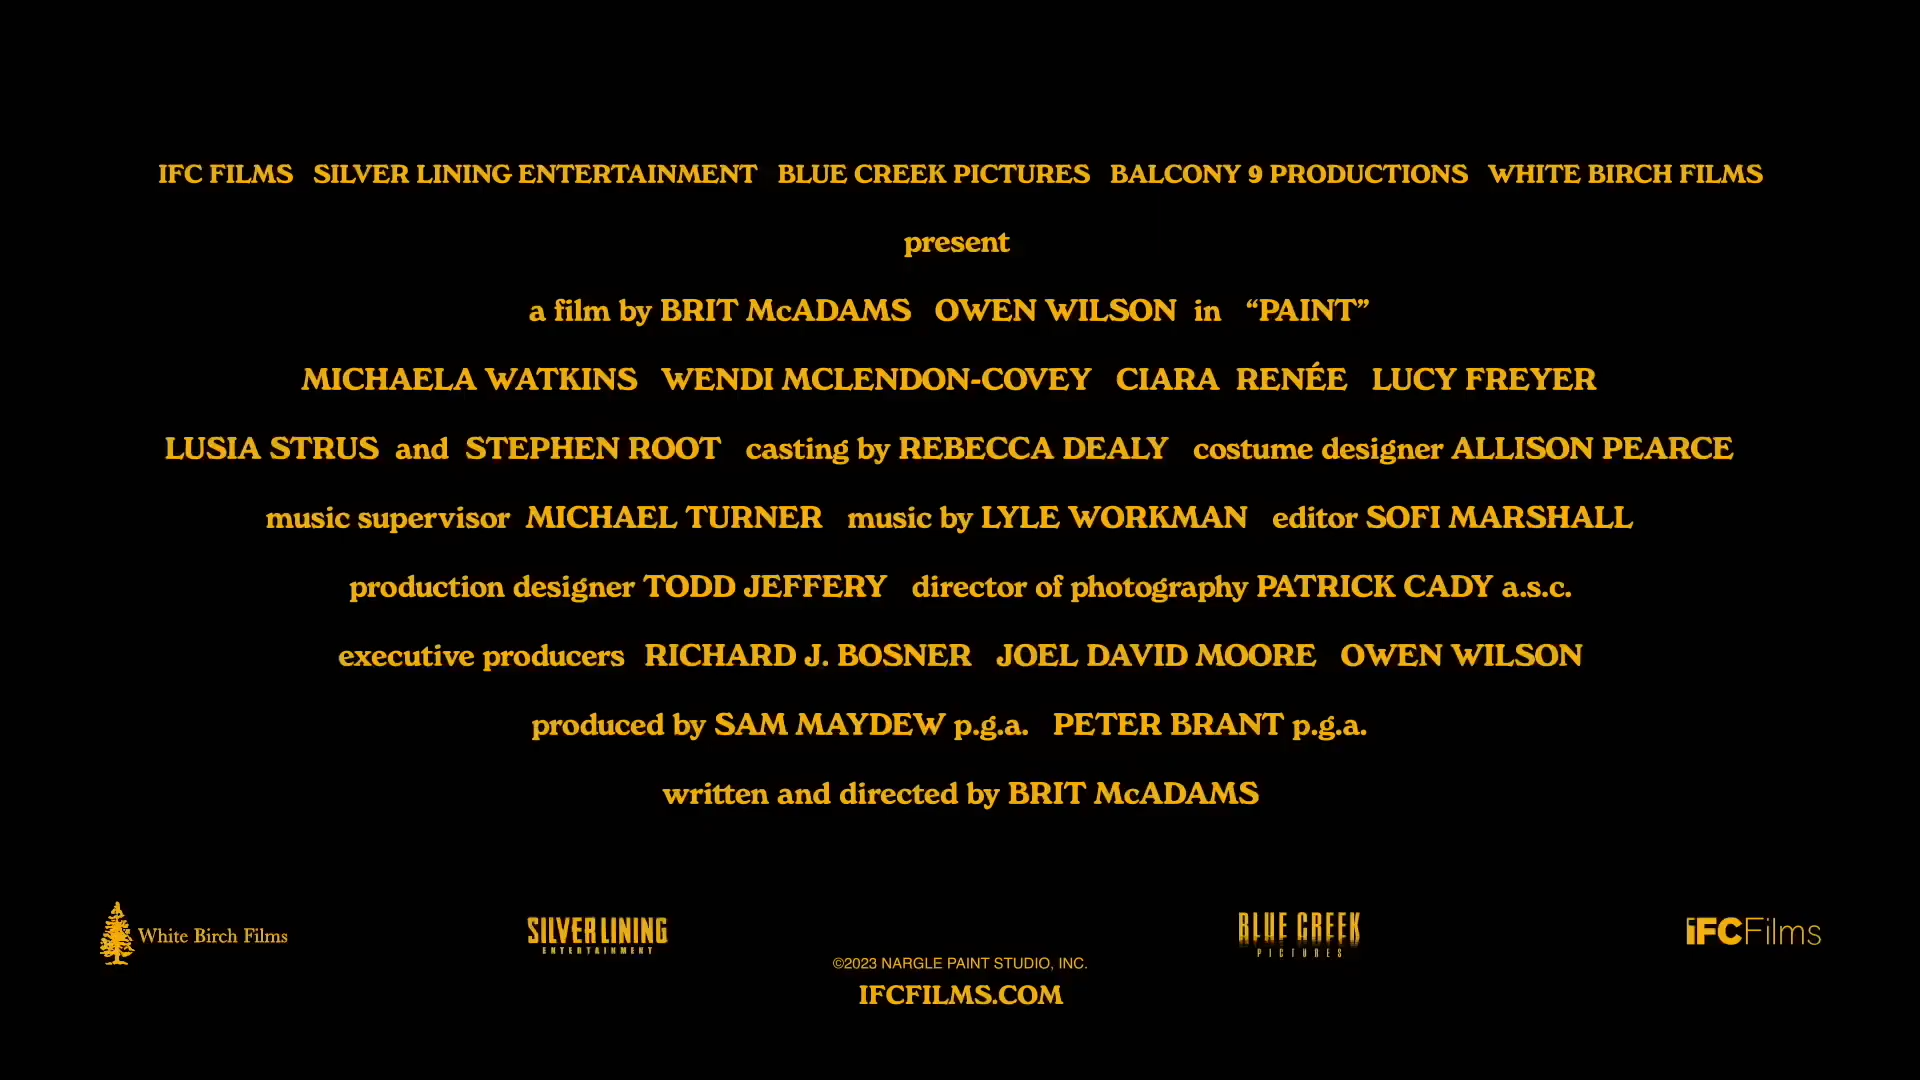 IFC FILMS SILVER LINING ENTERTAINMENT BLUE CREEK PICTURES BALCONY 9 PRODUCTIONS WHITE BIRCH FILMS
present
a film by BRIT McADAMS OWEN WILSON in “PAINT”
MICHAELA WATKINS WENDI MCLENDON-COVEY CIARA RENÉE LUCY FREYER
LUSIA STRUS and STEPHEN ROOT casting by REBECCA DEALY costume designer ALLISON PEARCE
music supervisor MICHAEL TURNER music by LYLE WORKMAN editor SOFI MARSHALL
production designer TODD JEFFERY director of photography PATRICK CADY a.s.c.
executive producers RICHARD J. BOSNER JOEL DAVID MOORE OWEN WILSON
produced by SAM MAYDEW p.g.a. PETER BRANT p.g.a.
written and directed by BRIT McADAMS
White Birch Films
SILVER LINING
ENTERTAINMENT
BLUE CREEK
PICTURES
iFCFilms
©2023 NARGLE PAINT STUDIO, INC.
IFCFILMS.COM